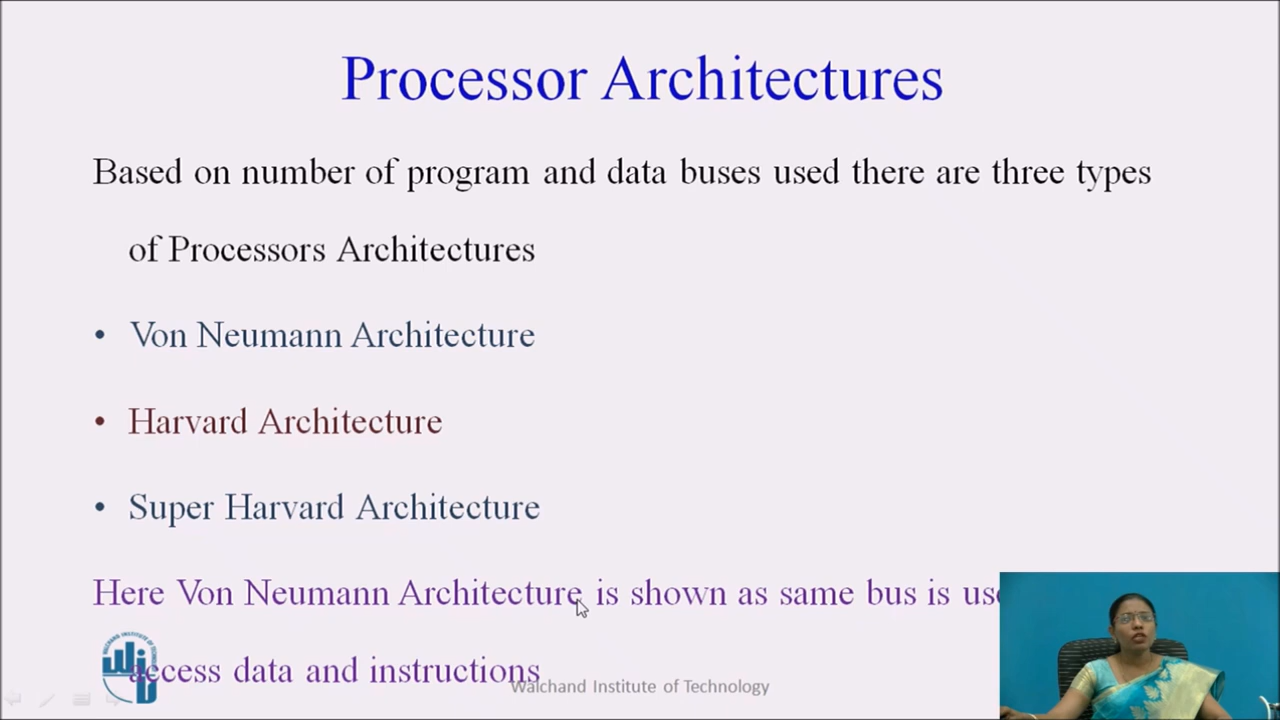 Processor Architectures
Based on number of program and data buses used there are three types
of Processors Architectures
• Von Neumann Architecture
• Harvard Architecture
• Super Harvard Architecture
Here Von Neumann Architecture is shown as same bus is
access data and instructions
Walchand Institute of Technology